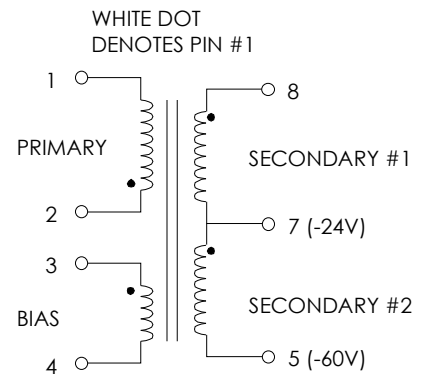 WHITE DOT
DENOTES PIN #1
1
8
PRIMARY
SECONDARY #1
2
7 (-24V)
3
BIAS
SECONDARY #2
4
5 (-60V)